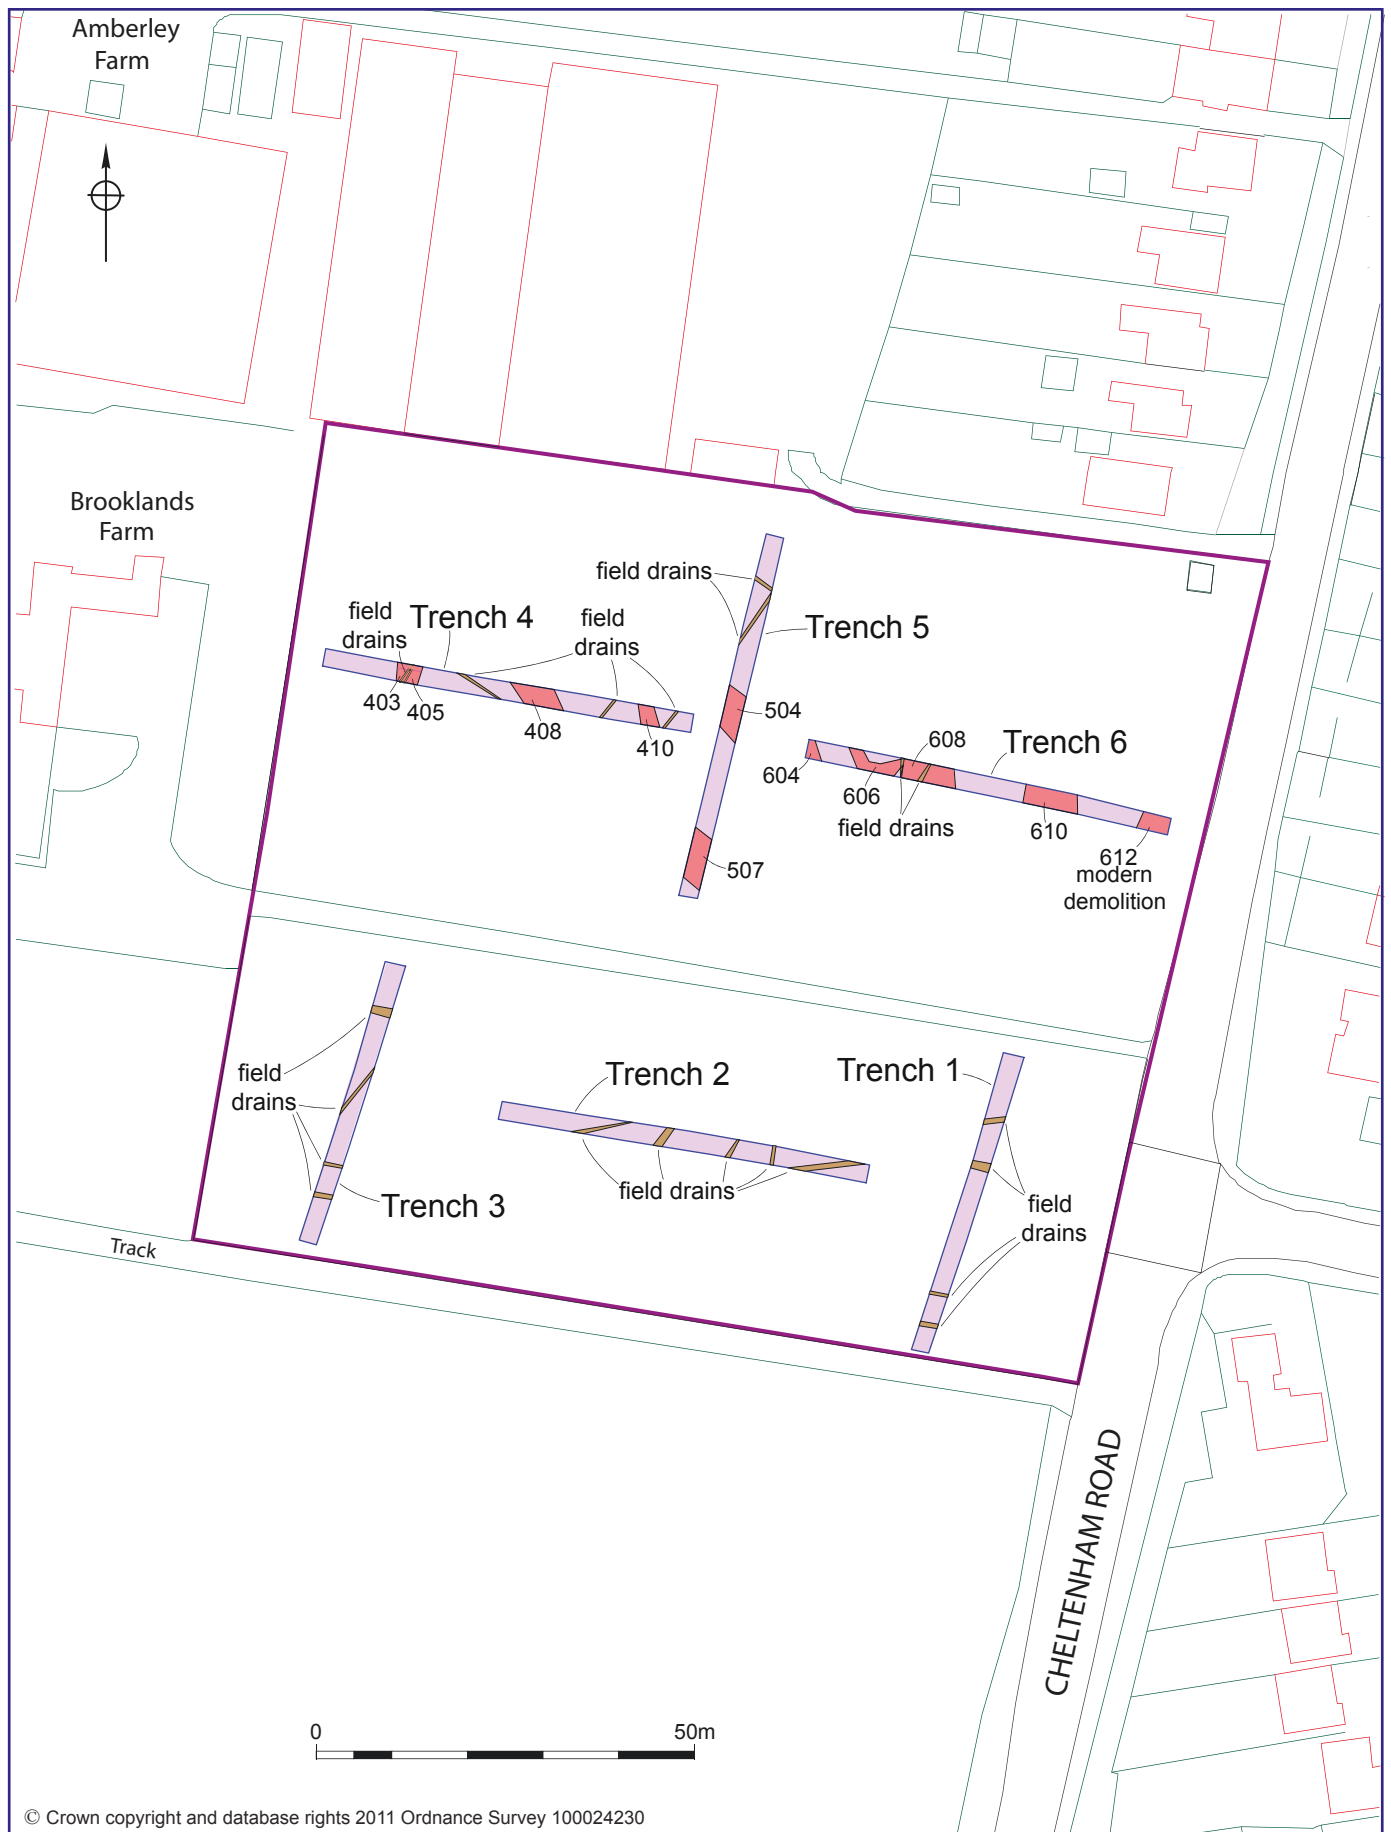 Amberley
Farm
Brooklands
Farm
field drains
field
drains
Trench 4
field
drains
Trench 5
403
405
408
410
504
507
604
606
608
field drains
Trench 6
610
612
modern
demolition
field
drains
Trench 3
Trench 2
field drains
Trench 1
field
drains
Track
CHELTENHAM ROAD
0
50m
© Crown copyright and database rights 2011 Ordnance Survey 100024230